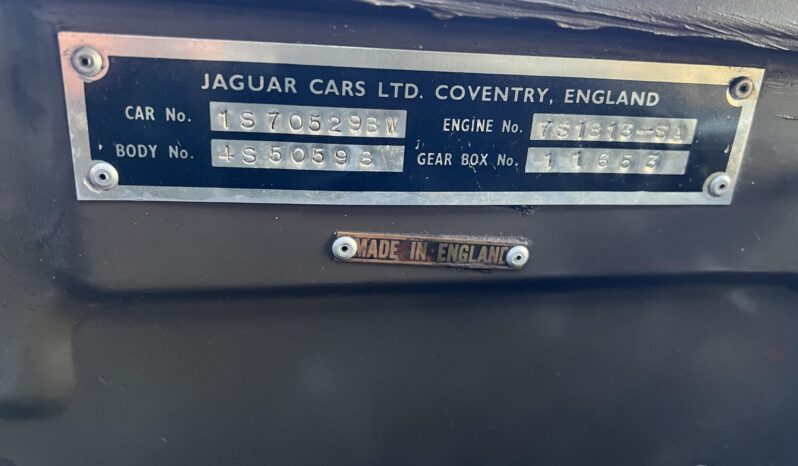 JAGUAR CARS LTD. COVENTRY, ENGLAND
CAR No. 1S70529BW ENGINE No. 7S1813-SA
BODY No. 4S50598 GEAR BOX No. 11653
MADE IN ENGLAND